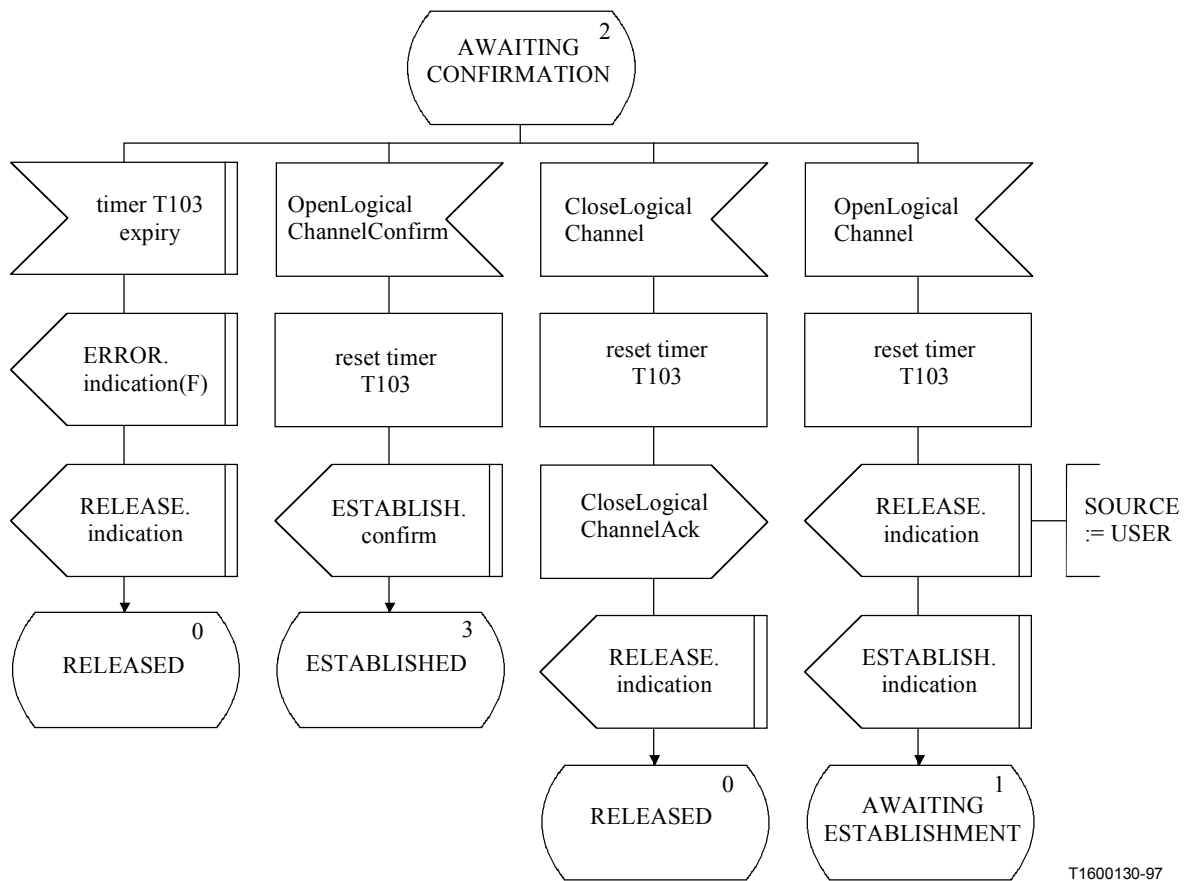 2
AWAITING
CONFIRMATION
timer T103
expiry
OpenLogical
ChannelConfirm
CloseLogical
Channel
OpenLogical
Channel
ERROR.
indication(F)
reset timer
T103
reset timer
T103
reset timer
T103
RELEASE.
indication
ESTABLISH.
confirm
CloseLogical
ChannelAck
RELEASE.
indication
SOURCE
:= USER
0
RELEASED
3
ESTABLISHED
RELEASE.
indication
ESTABLISH.
indication
0
RELEASED
1
AWAITING
ESTABLISHMENT
T1600130-97